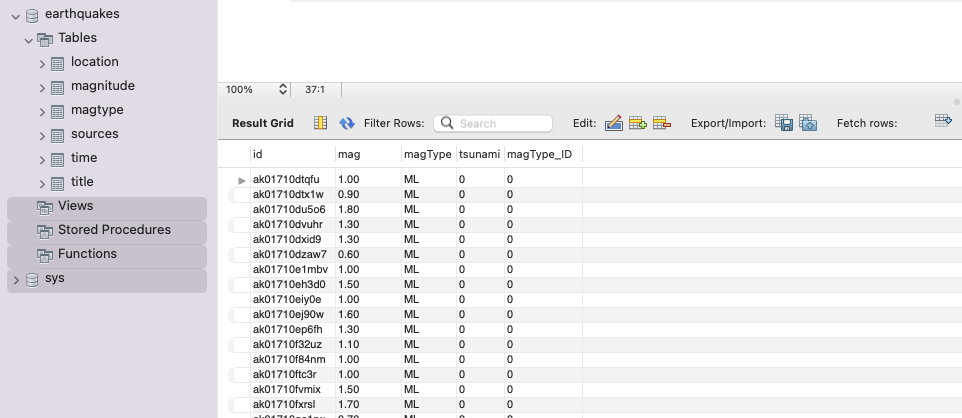 earthquakes
Tables
location
magnitude
magtype
sources
time
title
Views
Stored Procedures
Functions
sys
100% 37:1
Result Grid Filter Rows: Search Edit: Export/Import: Fetch rows:
id mag magType tsunami magType_ID
ak01710dtqfu 1.00 ML 0 0
ak01710dtx1w 0.90 ML 0 0
ak01710du5o6 1.80 ML 0 0
ak01710dvuhr 1.30 ML 0 0
ak01710dxid9 1.30 ML 0 0
ak01710dzaw7 0.60 ML 0 0
ak01710e1mbv 1.00 ML 0 0
ak01710eh3d0 1.50 ML 0 0
ak01710eiy0e 1.00 ML 0 0
ak01710ej90w 1.60 ML 0 0
ak01710ep6fh 1.30 ML 0 0
ak01710f32uz 1.10 ML 0 0
ak01710f84nm 1.00 ML 0 0
ak01710ftc3r 1.00 ML 0 0
ak01710fvmix 1.50 ML 0 0
ak01710fxrsl 1.70 ML 0 0